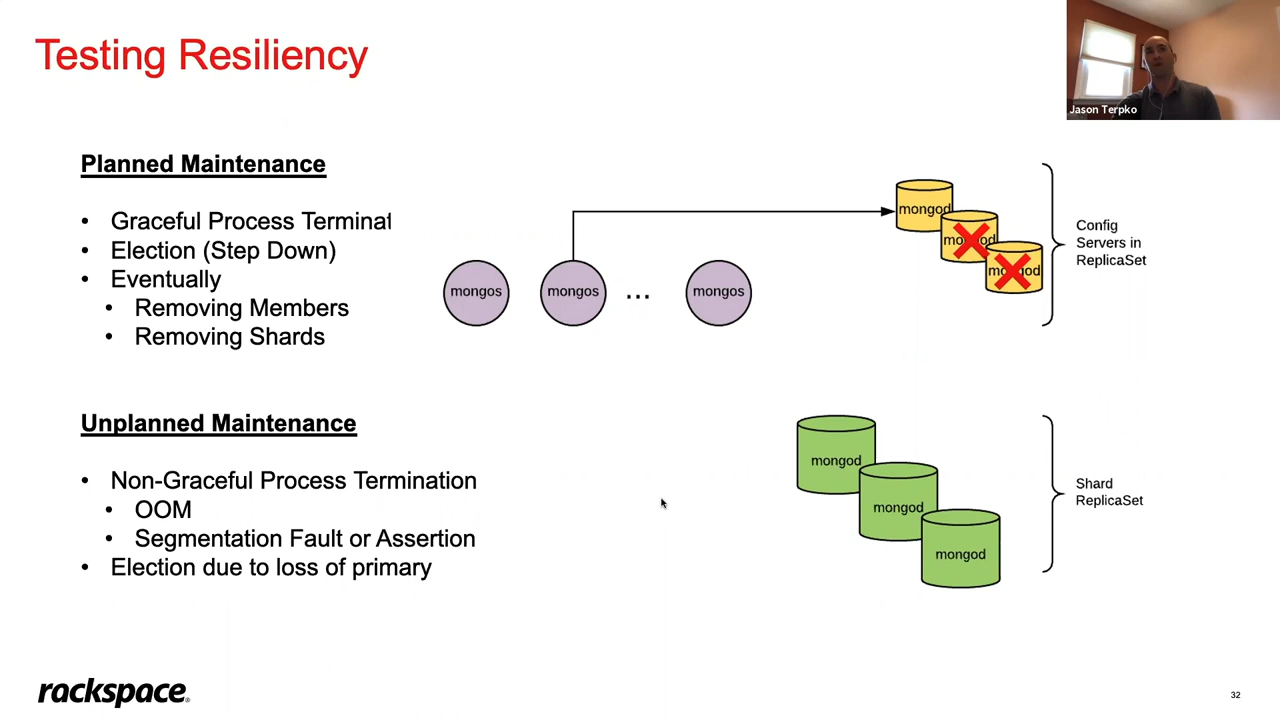 Testing Resiliency
Jason Terpko
Planned Maintenance
• Graceful Process Terminat
• Election (Step Down)
• Eventually
• Removing Members
• Removing Shards
mongos
mongos
...
mongos
mongod
mongod
mongod
Config
Servers in
ReplicaSet
Unplanned Maintenance
• Non-Graceful Process Termination
• OOM
• Segmentation Fault or Assertion
• Election due to loss of primary
mongod
mongod
mongod
Shard
ReplicaSet
rackspace®
32